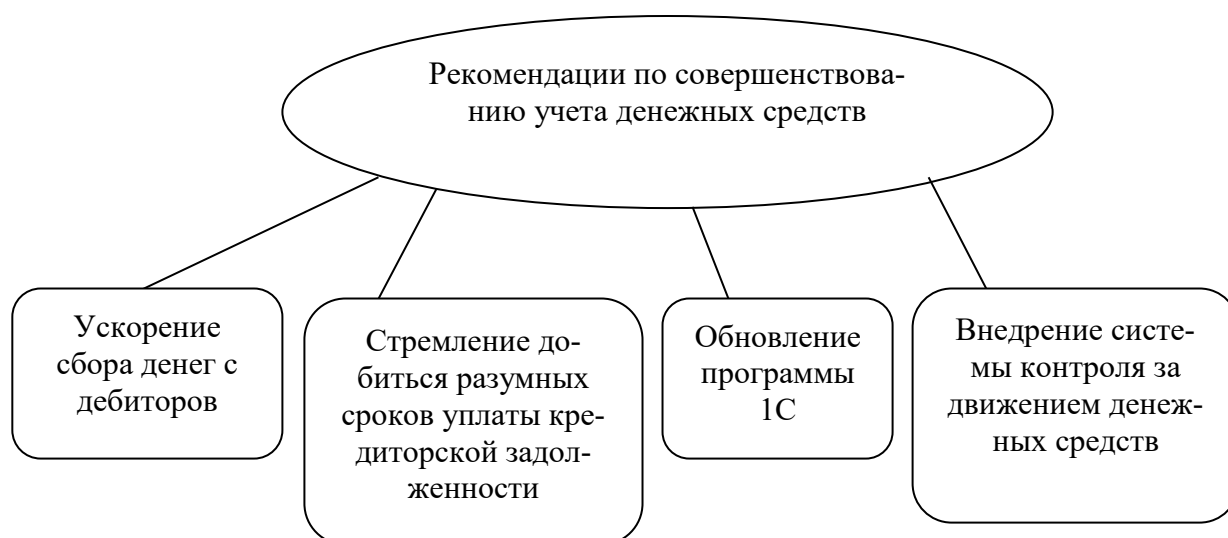 Рекомендации по совершенствова-
нию учета денежных средств
Ускорение
сбора денег с
дебиторов
Стремление до-
биться разумных
сроков уплаты кре-
диторской задол-
женности
Обновление
программы
1С
Внедрение систе-
мы контроля за
движением денеж-
ных средств